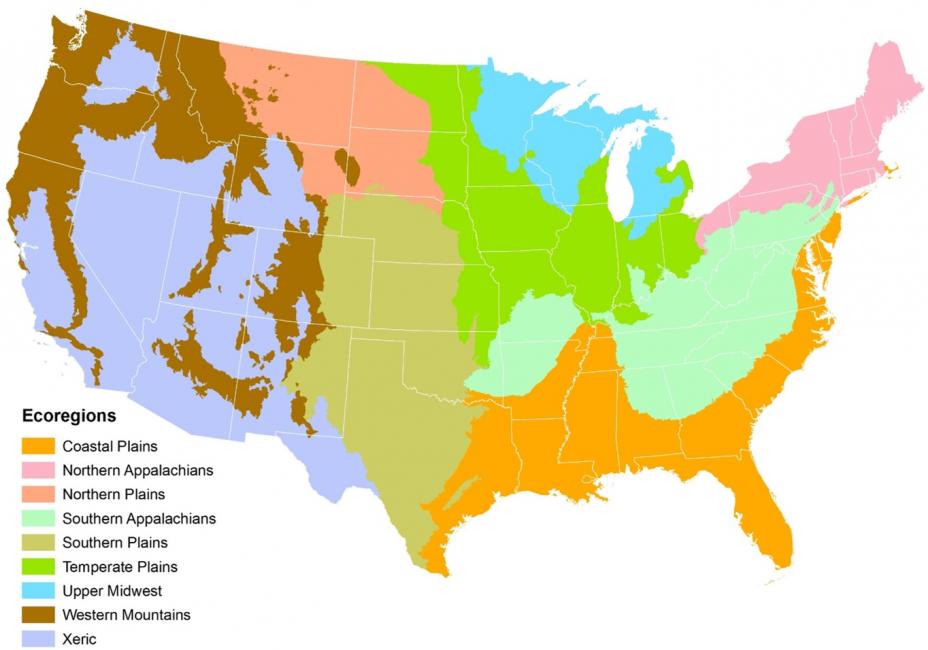 Ecoregions
Coastal Plains
Northern Appalachians
Northern Plains
Southern Appalachians
Southern Plains
Temperate Plains
Upper Midwest
Western Mountains
Xeric